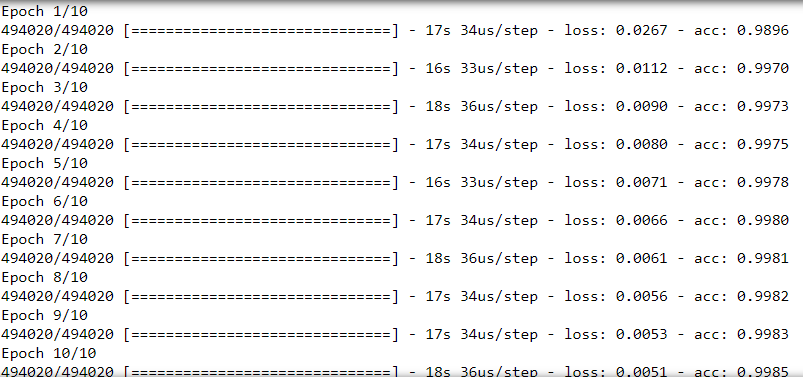 Epoch 1/10
494020/494020 [==============================] - 17s 34us/step - loss: 0.0267 - acc: 0.9896
Epoch 2/10
494020/494020 [==============================] - 16s 33us/step - loss: 0.0112 - acc: 0.9970
Epoch 3/10
494020/494020 [==============================] - 18s 36us/step - loss: 0.0090 - acc: 0.9973
Epoch 4/10
494020/494020 [==============================] - 17s 34us/step - loss: 0.0080 - acc: 0.9975
Epoch 5/10
494020/494020 [==============================] - 16s 33us/step - loss: 0.0071 - acc: 0.9978
Epoch 6/10
494020/494020 [==============================] - 17s 34us/step - loss: 0.0066 - acc: 0.9980
Epoch 7/10
494020/494020 [==============================] - 18s 36us/step - loss: 0.0061 - acc: 0.9981
Epoch 8/10
494020/494020 [==============================] - 17s 34us/step - loss: 0.0056 - acc: 0.9982
Epoch 9/10
494020/494020 [==============================] - 17s 34us/step - loss: 0.0053 - acc: 0.9983
Epoch 10/10
494020/494020 [==============================] - 18s 36us/step - loss: 0.0051 - acc: 0.9985